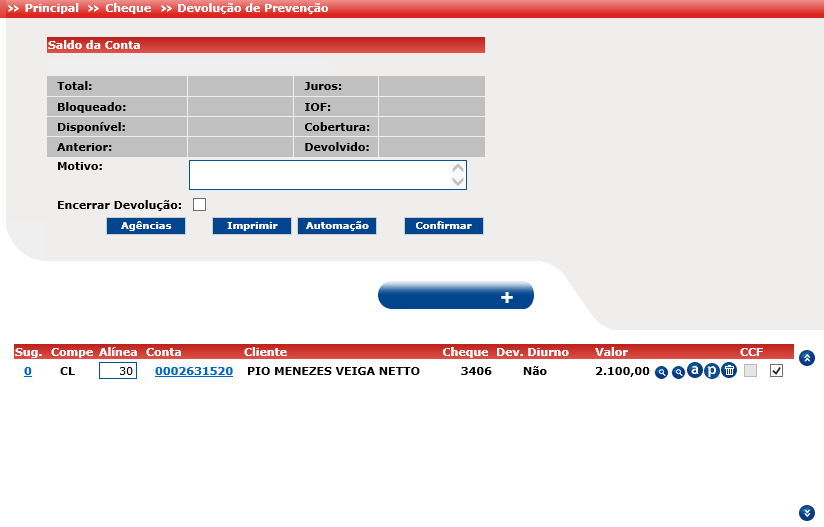 >> Principal >> Cheque >> Devolução de Prevenção
Saldo da Conta
Total: Juros:
Bloqueado: IOF:
Disponível: Cobertura:
Anterior: Devolvido:
Motivo:
Encerrar Devolução:
Agências Imprimir Automação Confirmar
+
Sug. Compe Alínea Conta Cliente Cheque Dev. Diurno Valor CCF
0 CL 30 0002631520 PIO MENEZES VEIGA NETTO 3406 Não 2.100,00 a p